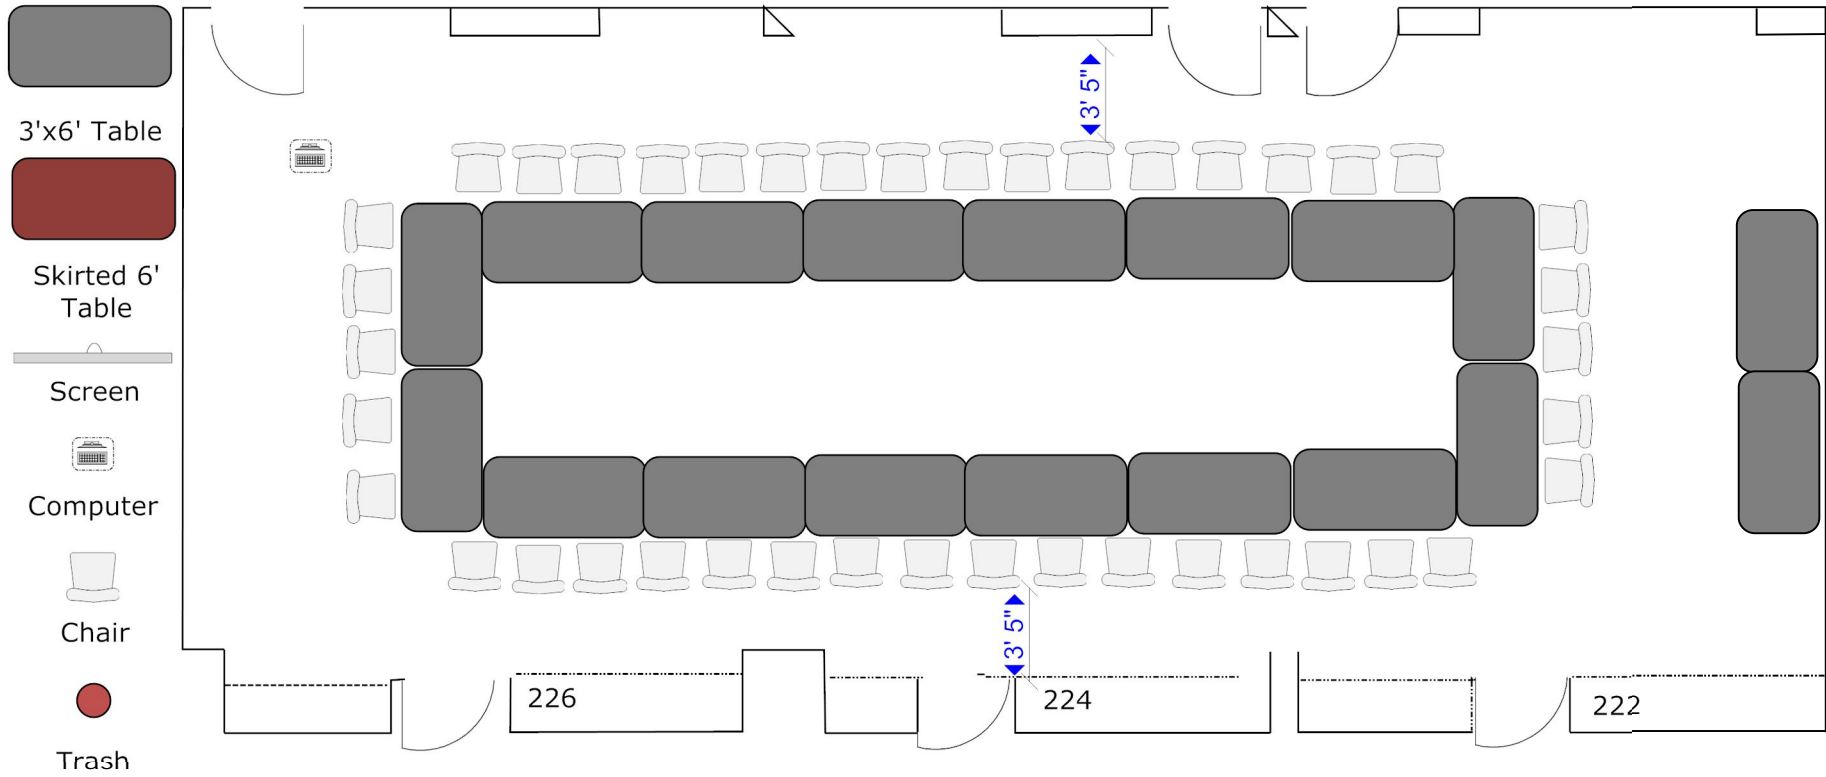 3'x6' Table
Skirted 6'
Table
Screen
Computer
Chair
Trash
3' 5"
3' 5"
226
224
222